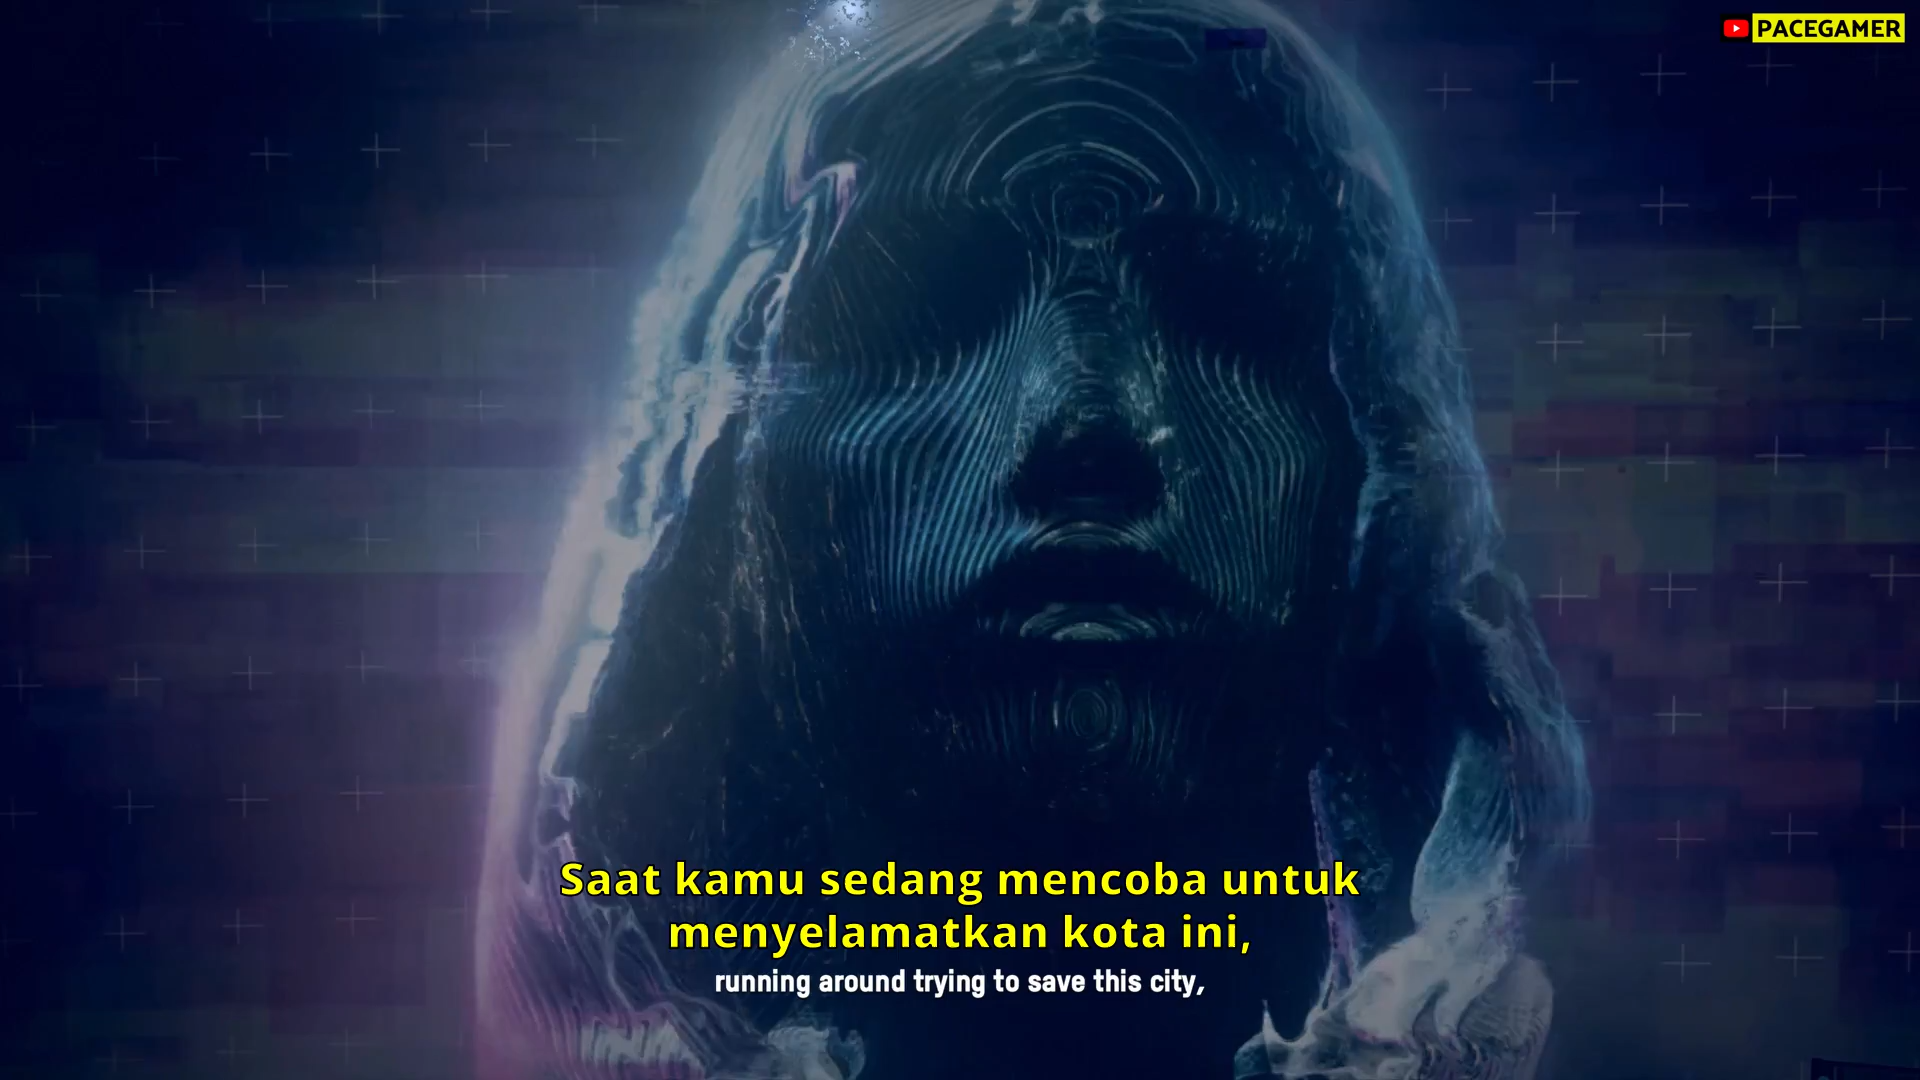 PACEGAMER
Saat kamu sedang mencoba untuk
menyelamatkan kota ini,
running around trying to save this city,